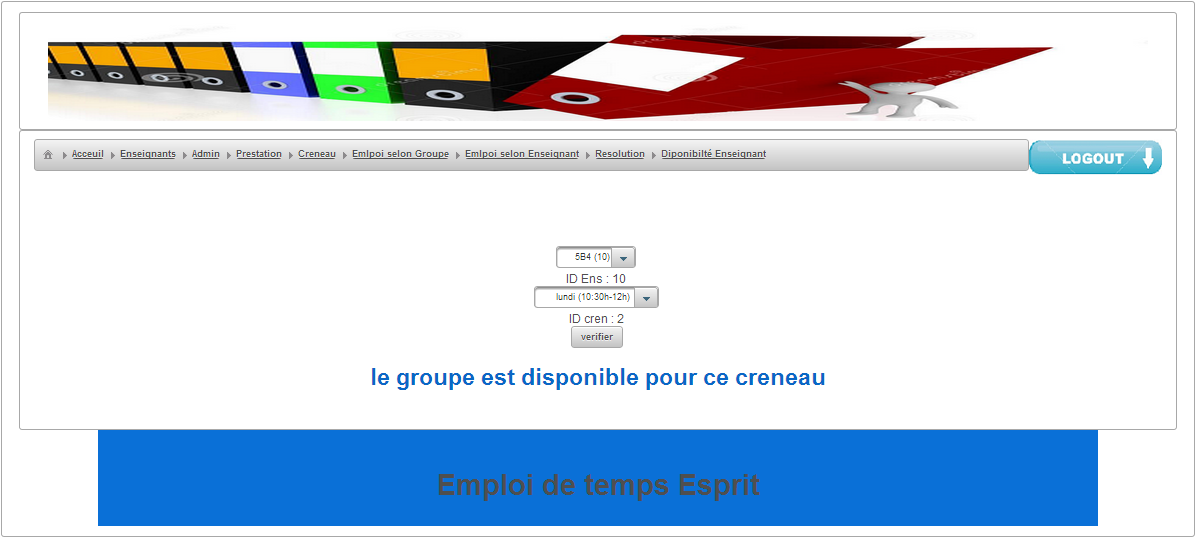 Acceuil Enseignants Admin Prestation Creneau Emlpoi selon Groupe Emlpoi selon Enseignant Resolution Diponibilté Enseignant LOGOUT
5B4 (10)
ID Ens : 10
lundi (10:30h-12h)
ID cren : 2
verifier
le groupe est disponible pour ce creneau
Emploi de temps Esprit